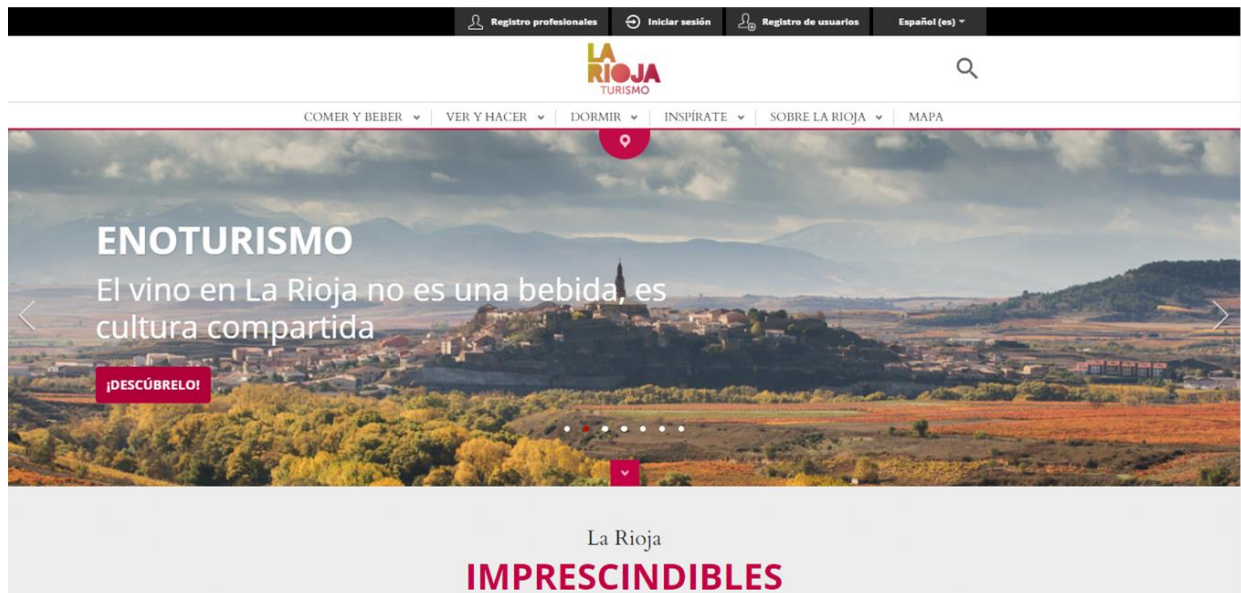 Registro profesionales
Iniciar sesión
Registro de usuarios
Español (es)
LA
RIOJA
TURISMO
COMER Y BEBER
VER Y HACER
DORMIR
INSPÍRATE
SOBRE LA RIOJA
MAPA
ENOTURISMO
El vino en La Rioja no es una bebida, es
cultura compartida
¡DESCÚBRELO!
La Rioja
IMPRESCINDIBLES